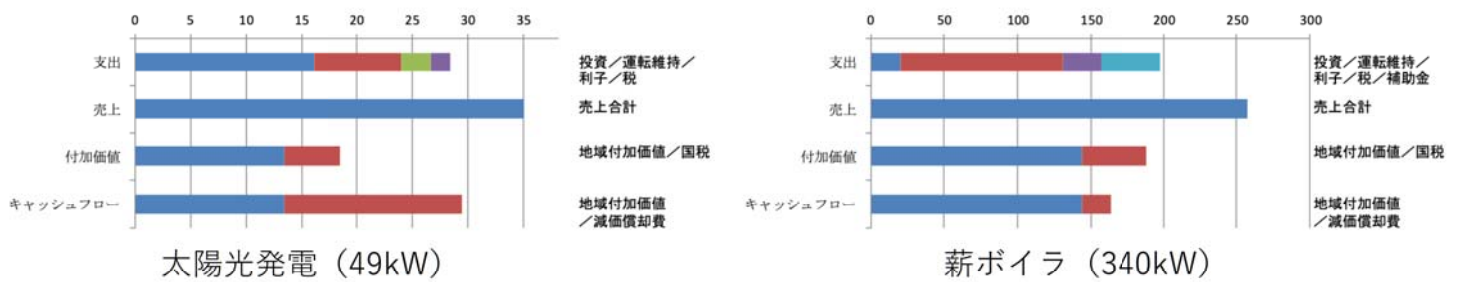 0 5 10 15 20 25 30 35
支出
投資／運転維持／
利子／税
売上
売上合計
付加価値
地域付加価値／国税
キャッシュフロー
地域付加価値
／減価償却費
太陽光発電（49kW）
0 50 100 150 200 250 300
支出
投資／運転維持／
利子／税／補助金
売上
売上合計
付加価値
地域付加価値／国税
キャッシュフロー
地域付加価値
／減価償却費
薪ボイラ（340kW）